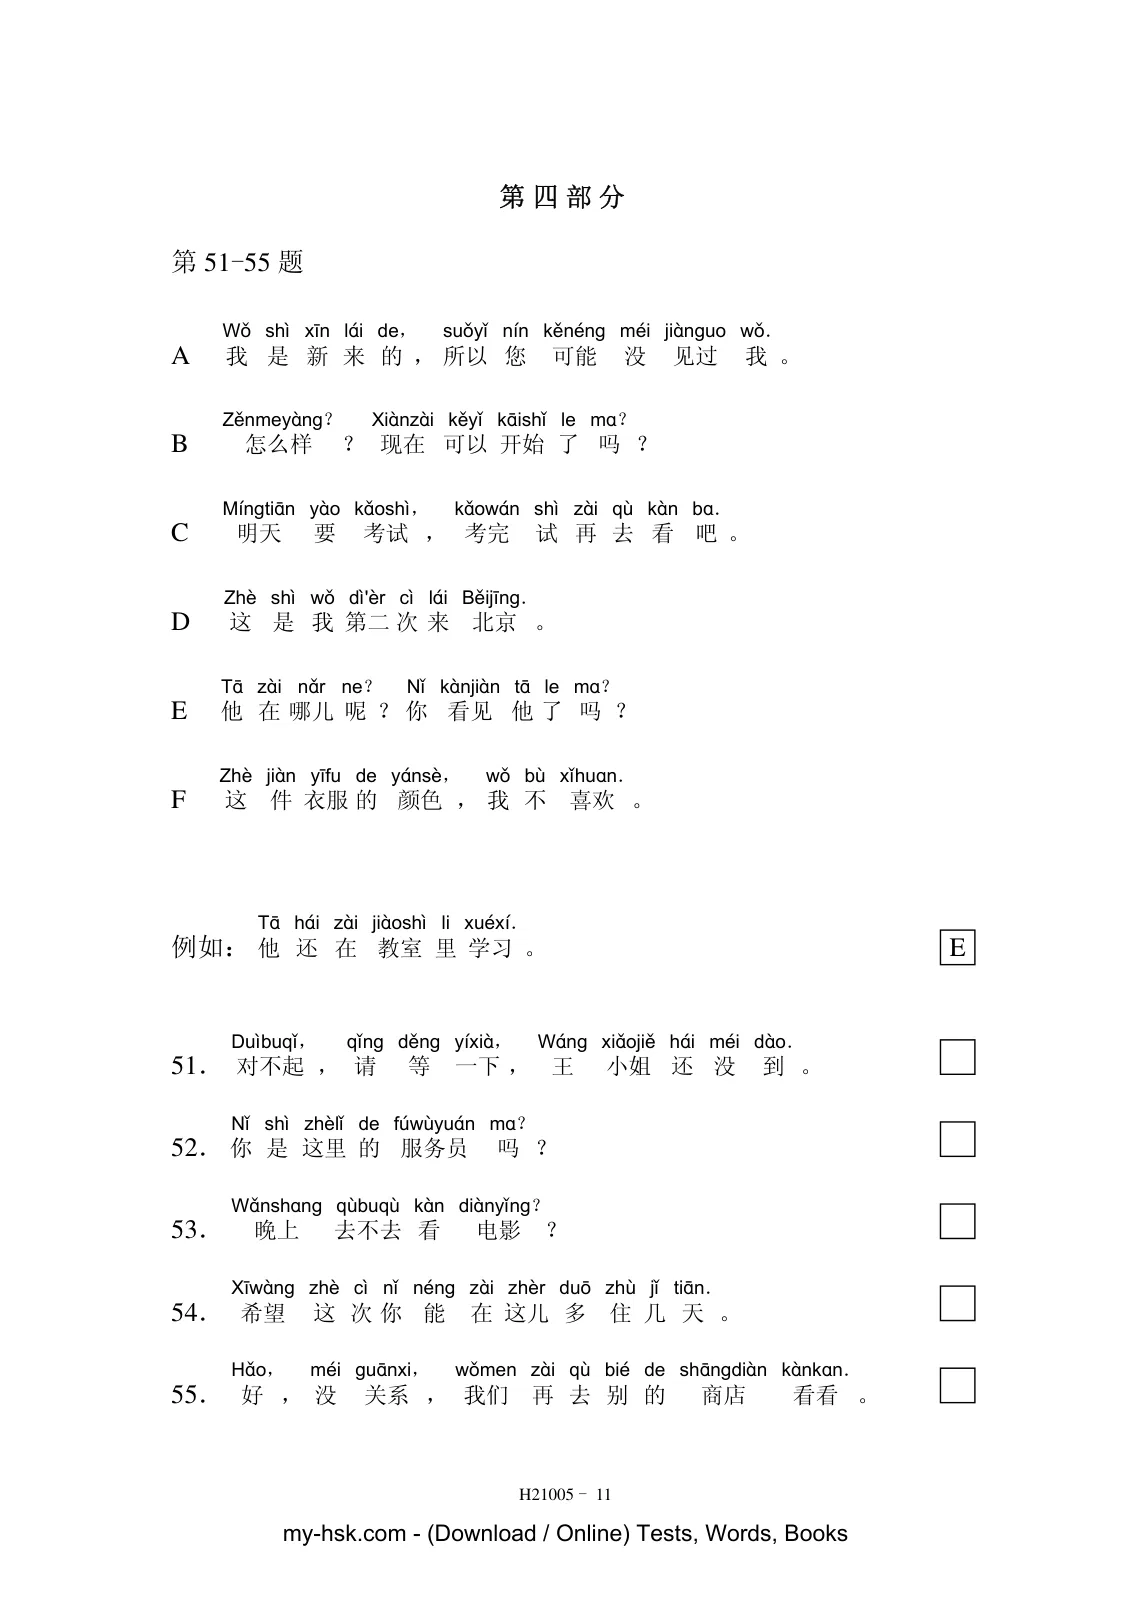 第四部分
第 51-55 题
Wǒ shì xīn lái de, suǒyǐ nín kěnéng méi jiànguo wǒ.
A 我是新来的，所以您可能没见过我。
Zěnmeyàng? Xiànzài kěyǐ kāishǐ le ma?
B 怎么样？现在可以开始了吗？
Míngtiān yào kǎoshì, kǎowán shì zài qù kàn ba.
C 明天要考试，考完试再去看吧。
Zhè shì wǒ dì'èr cì lái Běijīng.
D 这是我第二次来北京。
Tā zài nǎr ne? Nǐ kànjiàn tā le ma?
E 他在哪儿呢？你看见他了吗？
Zhè jiàn yīfu de yánsè, wǒ bù xǐhuan.
F 这件衣服的颜色，我不喜欢。
Tā hái zài jiàoshì li xuéxí.
例如：他还在教室里学习。 E
Duìbuqǐ, qǐng děng yíxià, Wáng xiǎojiě hái méi dào.
51. 对不起，请等一下，王小姐还没到。
Nǐ shì zhèlǐ de fúwùyuán ma?
52. 你是这里的服务员吗？
Wǎnshang qùbuqù kàn diànyǐng?
53. 晚上去不去看电影？
Xīwàng zhè cì nǐ néng zài zhèr duō zhù jǐ tiān.
54. 希望这次你能在这儿多住几天。
Hǎo, méi guānxi, wǒmen zài qù bié de shāngdiàn kànkan.
55. 好，没关系，我们再去别的商店看看。
H21005 - 11
my-hsk.com - (Download / Online) Tests, Words, Books